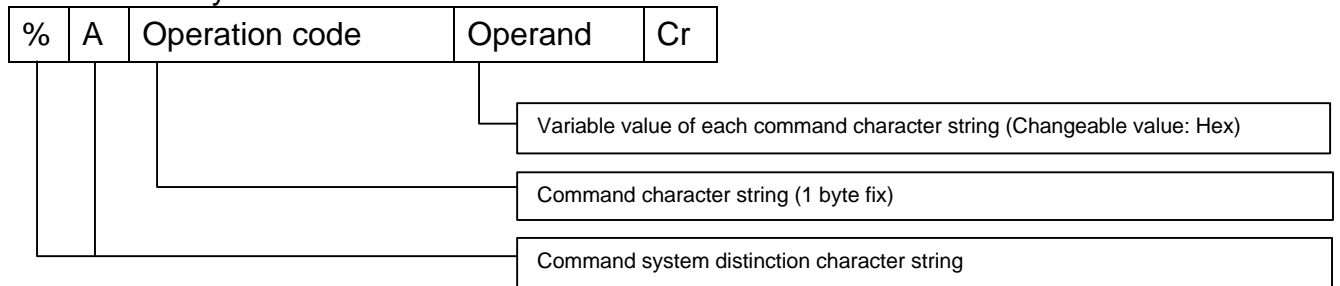 % A Operation code Operand Cr
Variable value of each command character string (Changeable value: Hex)
Command character string (1 byte fix)
Command system distinction character string